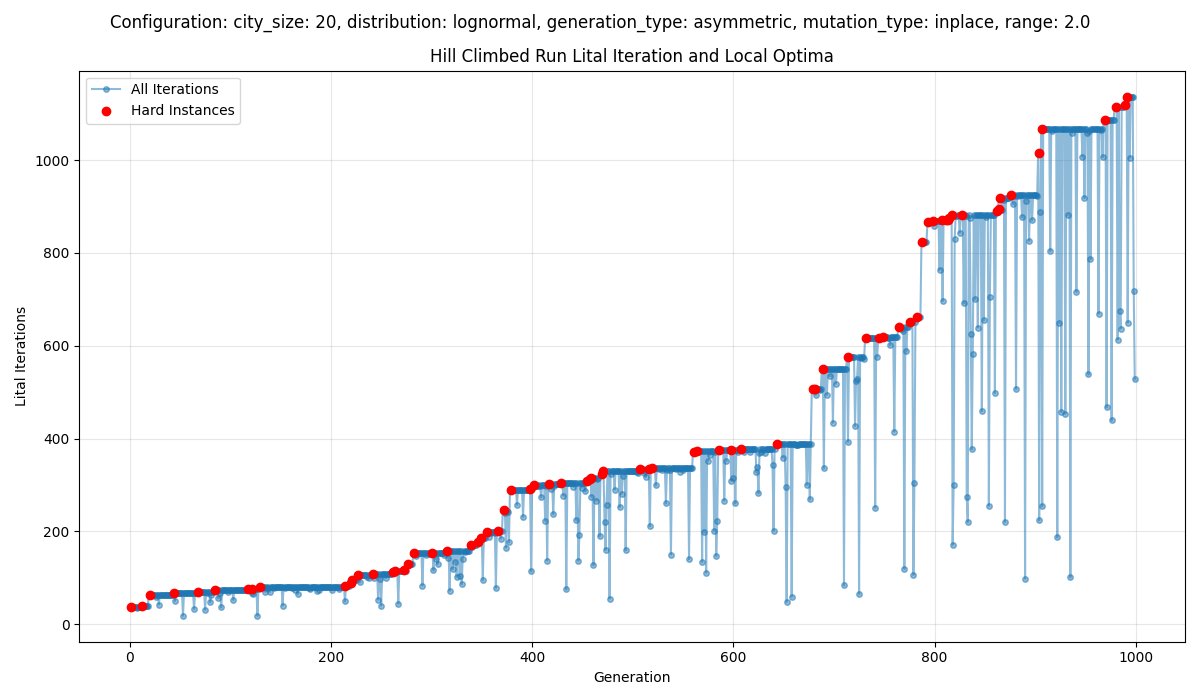 Configuration: city_size: 20, distribution: lognormal, generation_type: asymmetric, mutation_type: inplace, range: 2.0
Hill Climbed Run Lital Iteration and Local Optima
All Iterations
Hard Instances
Lital Iterations
1000
800
600
400
200
0
0 200 400 600 800 1000
Generation